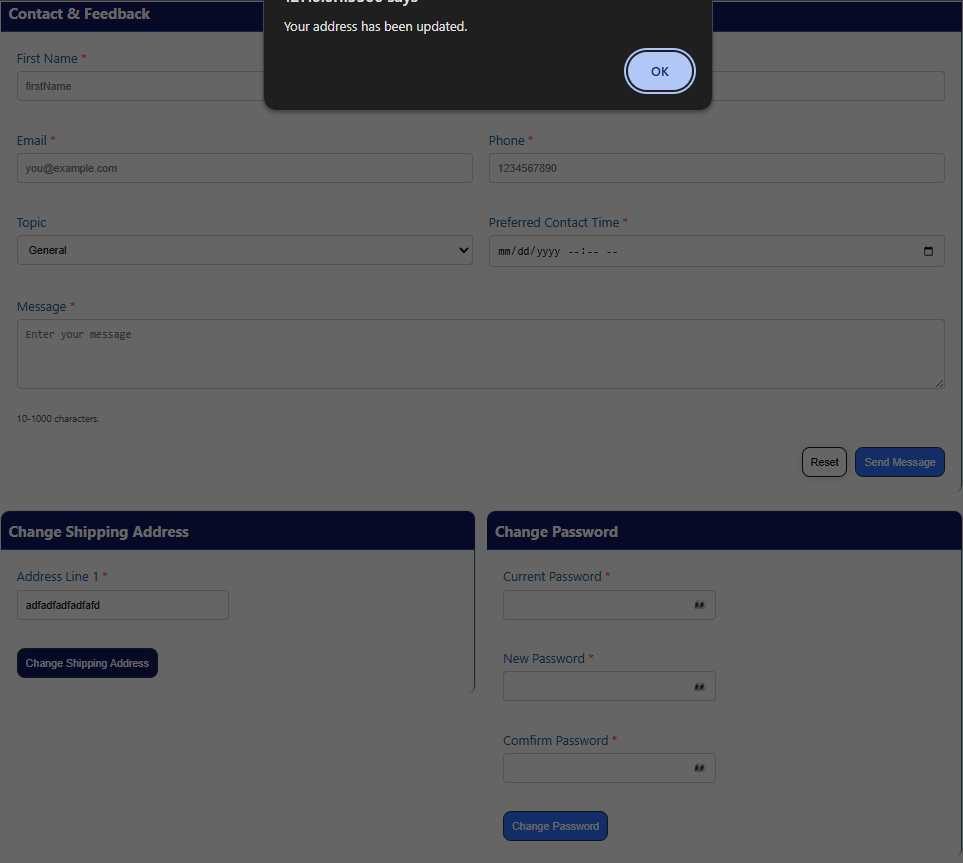 says
Your address has been updated.
OK
Contact & Feedback
First Name *
firstName
Email *
Phone *
you@example.com
1234567890
Topic
Preferred Contact Time *
General
mm/dd/yyyy --:-- --
Message *
Enter your message
10-1000 characters.
Reset
Send Message
Change Shipping Address
Change Password
Address Line 1 *
Current Password *
adfadfadfadfafd
Change Shipping Address
New Password *
Comfirm Password *
Change Password